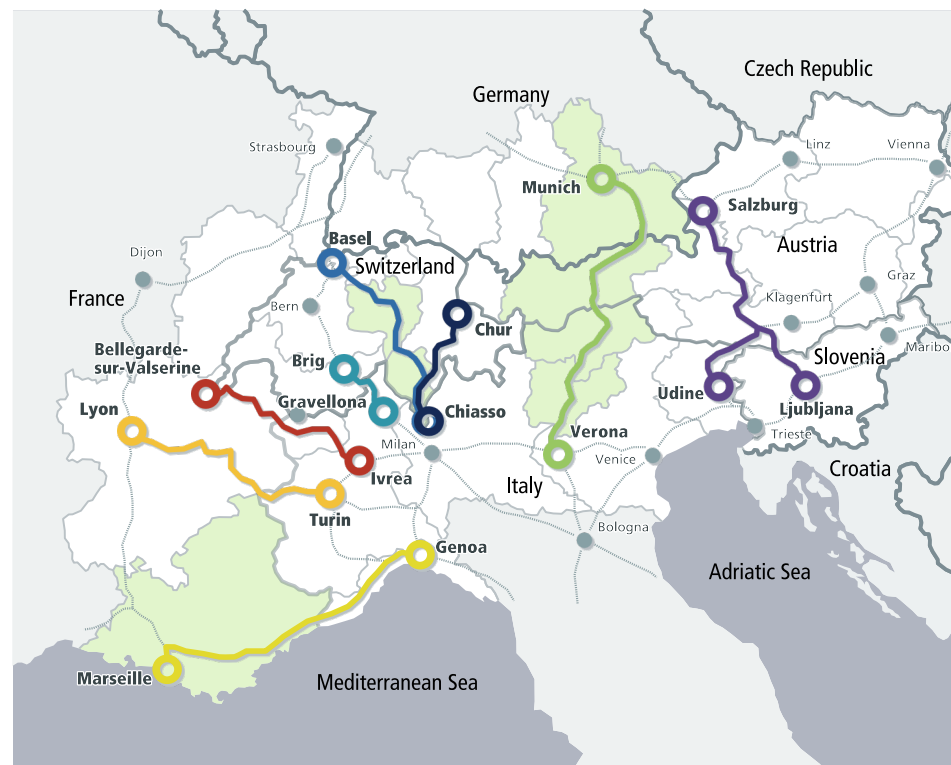 Czech Republic
Germany
Strasbourg
Linz
Vienna
Munich
Salzburg
Basel
Austria
Dijon
Switzerland
Graz
France
Klagenfurt
Bern
Chur
Maribo
Bellegarde-
sur-Valserine
Slovenia
Brig
Udine
Gravellona
Lyon
Chiasso
Ljubljana
Milan
Verona
Trieste
Venice
Croatia
Ivrea
Italy
Turin
Bologna
Genoa
Adriatic Sea
Marseille
Mediterranean Sea